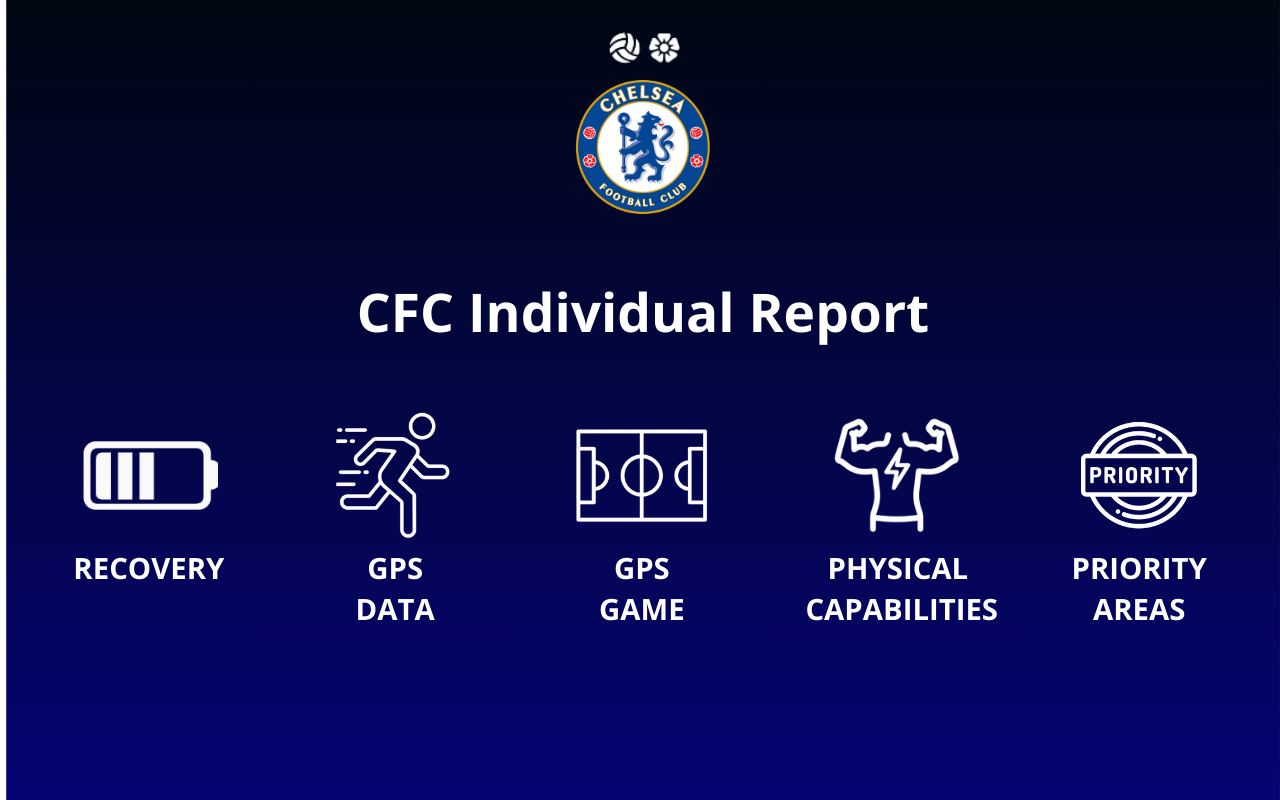 CHELSEA
FOOTBALL CLUB
CFC Individual Report
PRIORITY
RECOVERY
GPS
DATA
GPS
GAME
PHYSICAL
CAPABILITIES
PRIORITY
AREAS